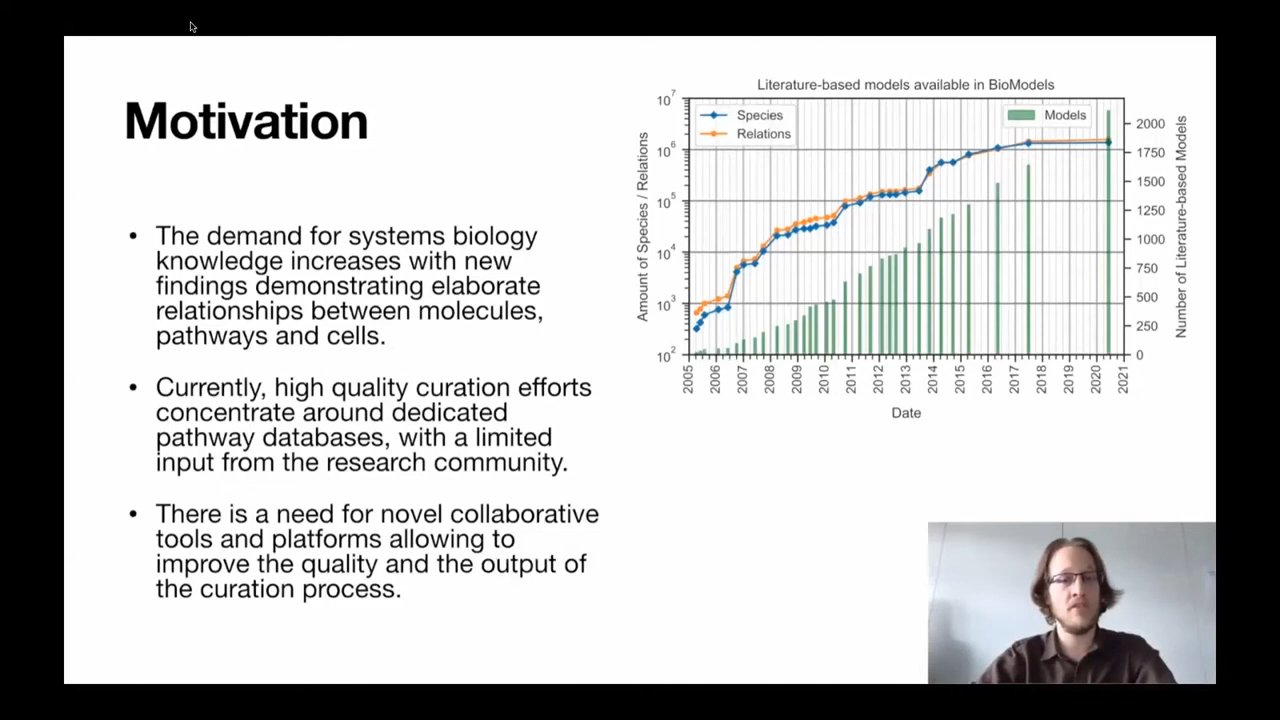 Motivation
• The demand for systems biology
knowledge increases with new
findings demonstrating elaborate
relationships between molecules,
pathways and cells.
• Currently, high quality curation efforts
concentrate around dedicated
pathway databases, with a limited
input from the research community.
• There is a need for novel collaborative
tools and platforms allowing to
improve the quality and the output of
the curation process.
Literature-based models available in BioModels
Species
Relations
Models
Amount of Species / Relations
10⁷
10⁶
10⁵
10⁴
10³
10²
2000
1750
1500
1250
1000
750
500
250
0
Number of Literature-based Models
2005 2006 2007 2008 2009 2010 2011 2012 2013 2014 2015 2016 2017 2018 2019 2020 2021
Date